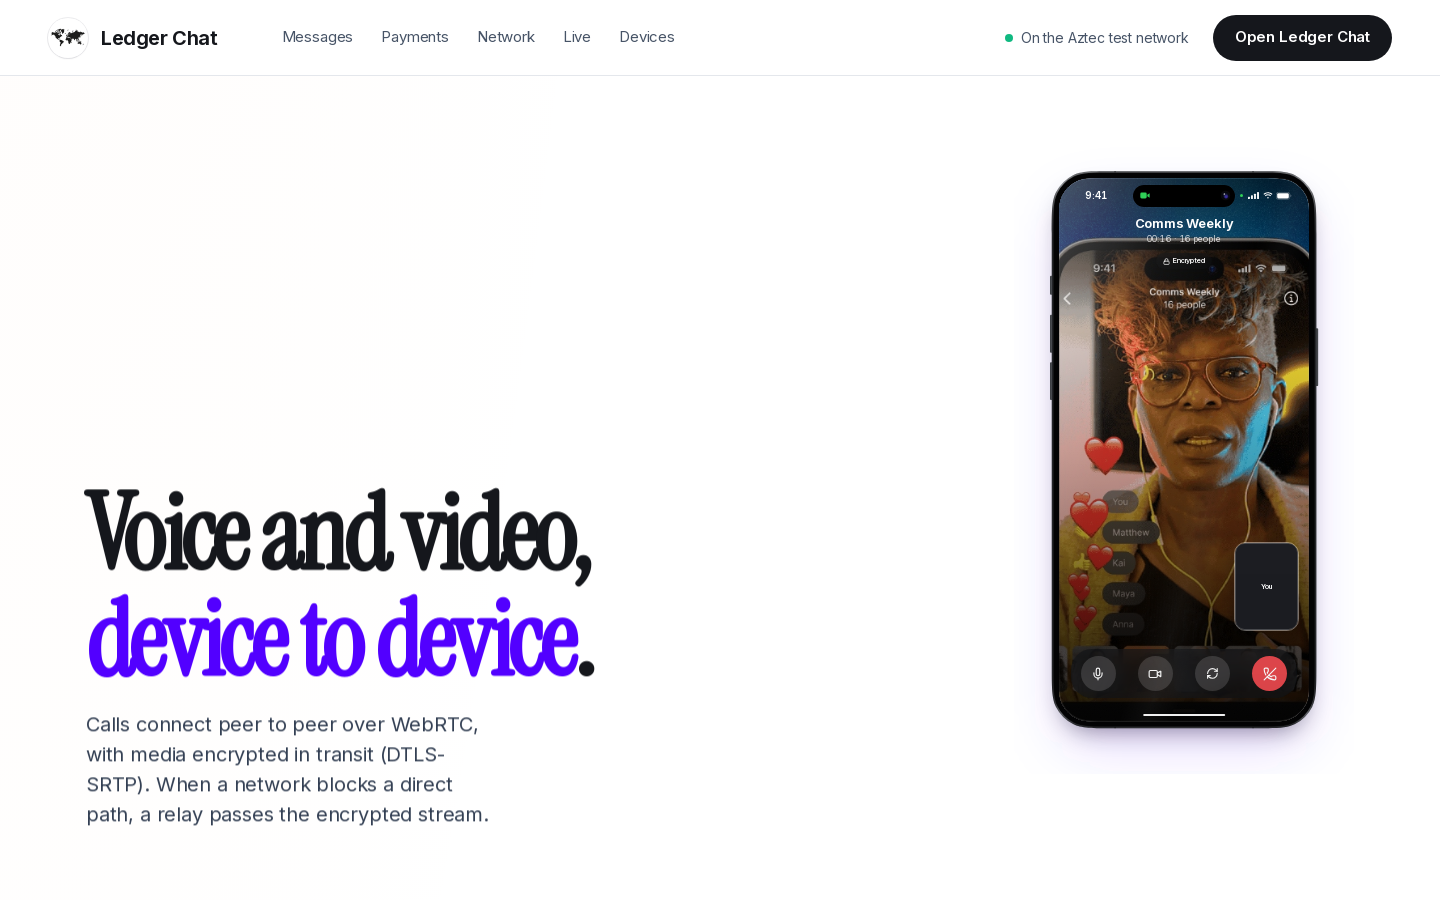 Ledger Chat
Messages
Payments
Network
Live
Devices
On the Aztec test network
Open Ledger Chat
9:41
Comms Weekly
00:16 · 16 people
Encrypted
9:41
Comms Weekly
16 people
You
Matthew
Kai
Maya
Anna
You
Voice and video,
device to device.
Calls connect peer to peer over WebRTC,
with media encrypted in transit (DTLS-
SRTP). When a network blocks a direct
path, a relay passes the encrypted stream.